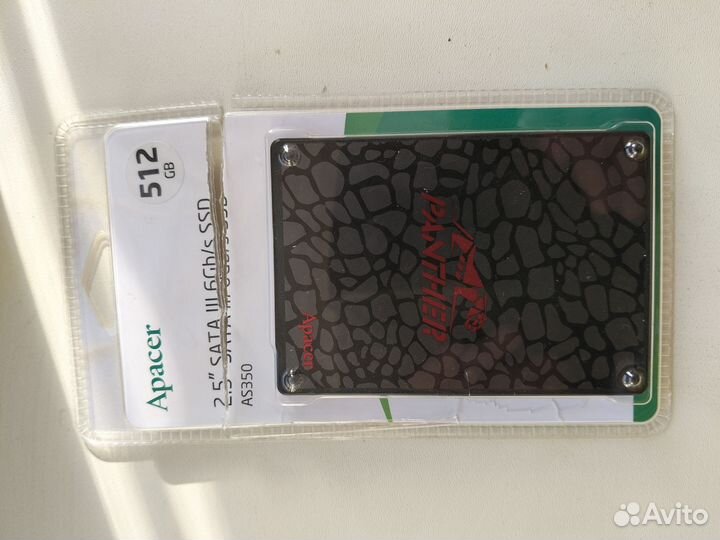 Apacer
512
GB
2.5" SATA III 6Gb/s SSD
AS350
PANTHER
Apacer
Avito